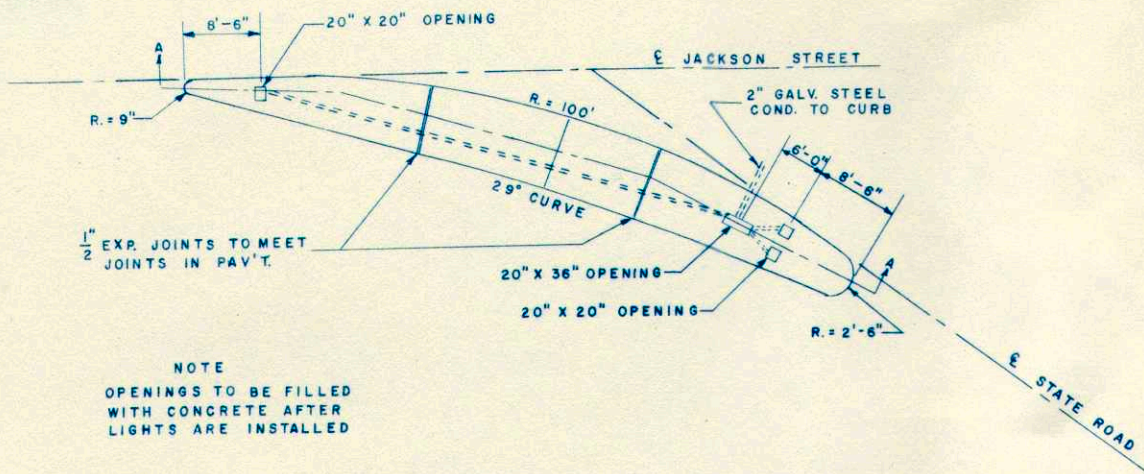 8'-6"
20" X 20" OPENING
A
℄ JACKSON STREET
R. = 9"
R. = 100'
2" GALV. STEEL
COND. TO CURB
6'-0"
8'-6"
29° CURVE
1/2" EXP. JOINTS TO MEET
JOINTS IN PAV'T.
20" X 36" OPENING
20" X 20" OPENING
A
R. = 2'-6"
NOTE
OPENINGS TO BE FILLED
WITH CONCRETE AFTER
LIGHTS ARE INSTALLED
℄ STATE ROAD